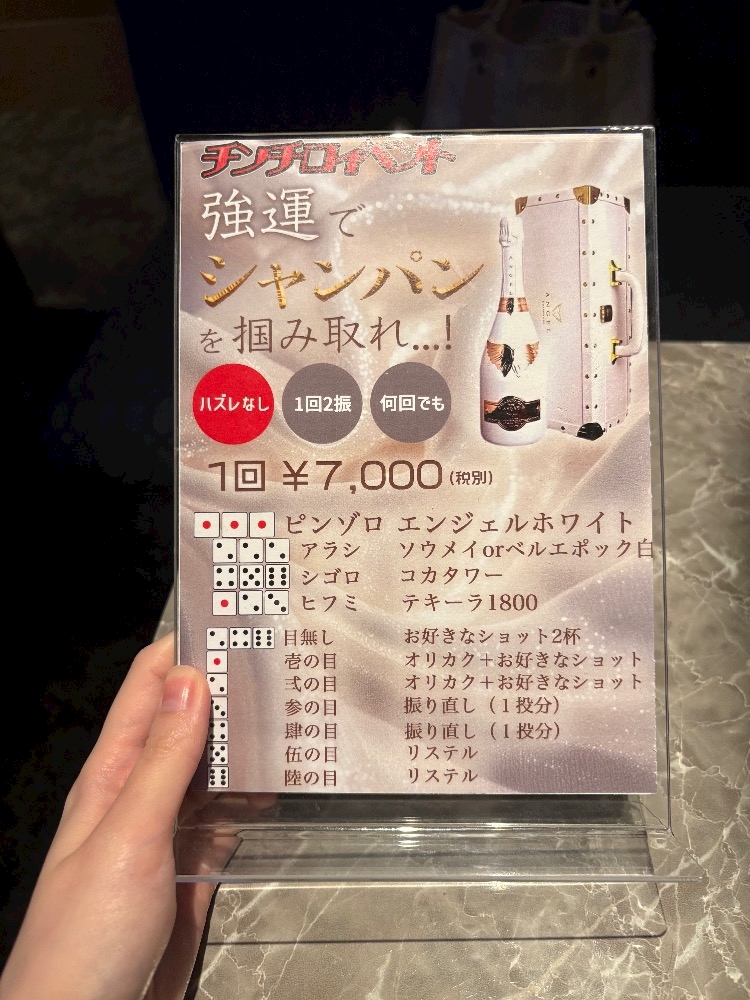 チンチロイベント
強運で
シャンパン
を掴み取れ...!
ハズレなし
1回2振
何回でも
1回 ¥7,000(税別)
ピンゾロ エンジェルホワイト
アラシ ソウメイorベルエポック白
シゴロ コカタワー
ヒフミ テキーラ1800
目無し お好きなショット2杯
壱の目 オリカク+お好きなショット
弍の目 オリカク+お好きなショット
参の目 振り直し(1投分)
肆の目 振り直し(1投分)
伍の目 リステル
陸の目 リステル
ANGEL